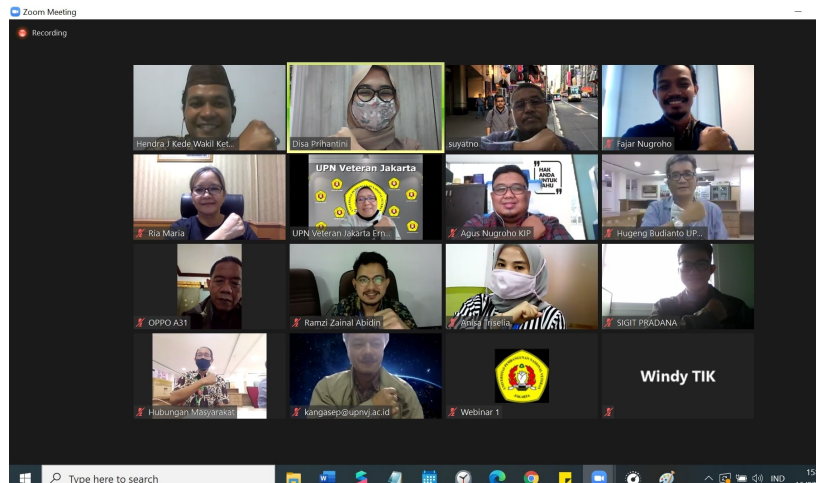 Zoom Meeting
Recording
Hendra J Kede Wakil Ket...
Disa Prihantini
suyatno
Fajar Nugroho
UPN Veteran Jakarta
HAK
ANDA
UNTUK
TAHU
Ria Maria
UPN Veteran Jakarta Ern...
Agus Nugroho KIP
Hugeng Budianto UP...
OPPO A31
Ramzi Zainal Abidin
Anisa Triselia
SIGIT PRADANA
Windy TIK
JAKARTA
Hubungan Masyarakat
kangasep@upnvj.ac.id
Webinar 1
Type here to search
IND